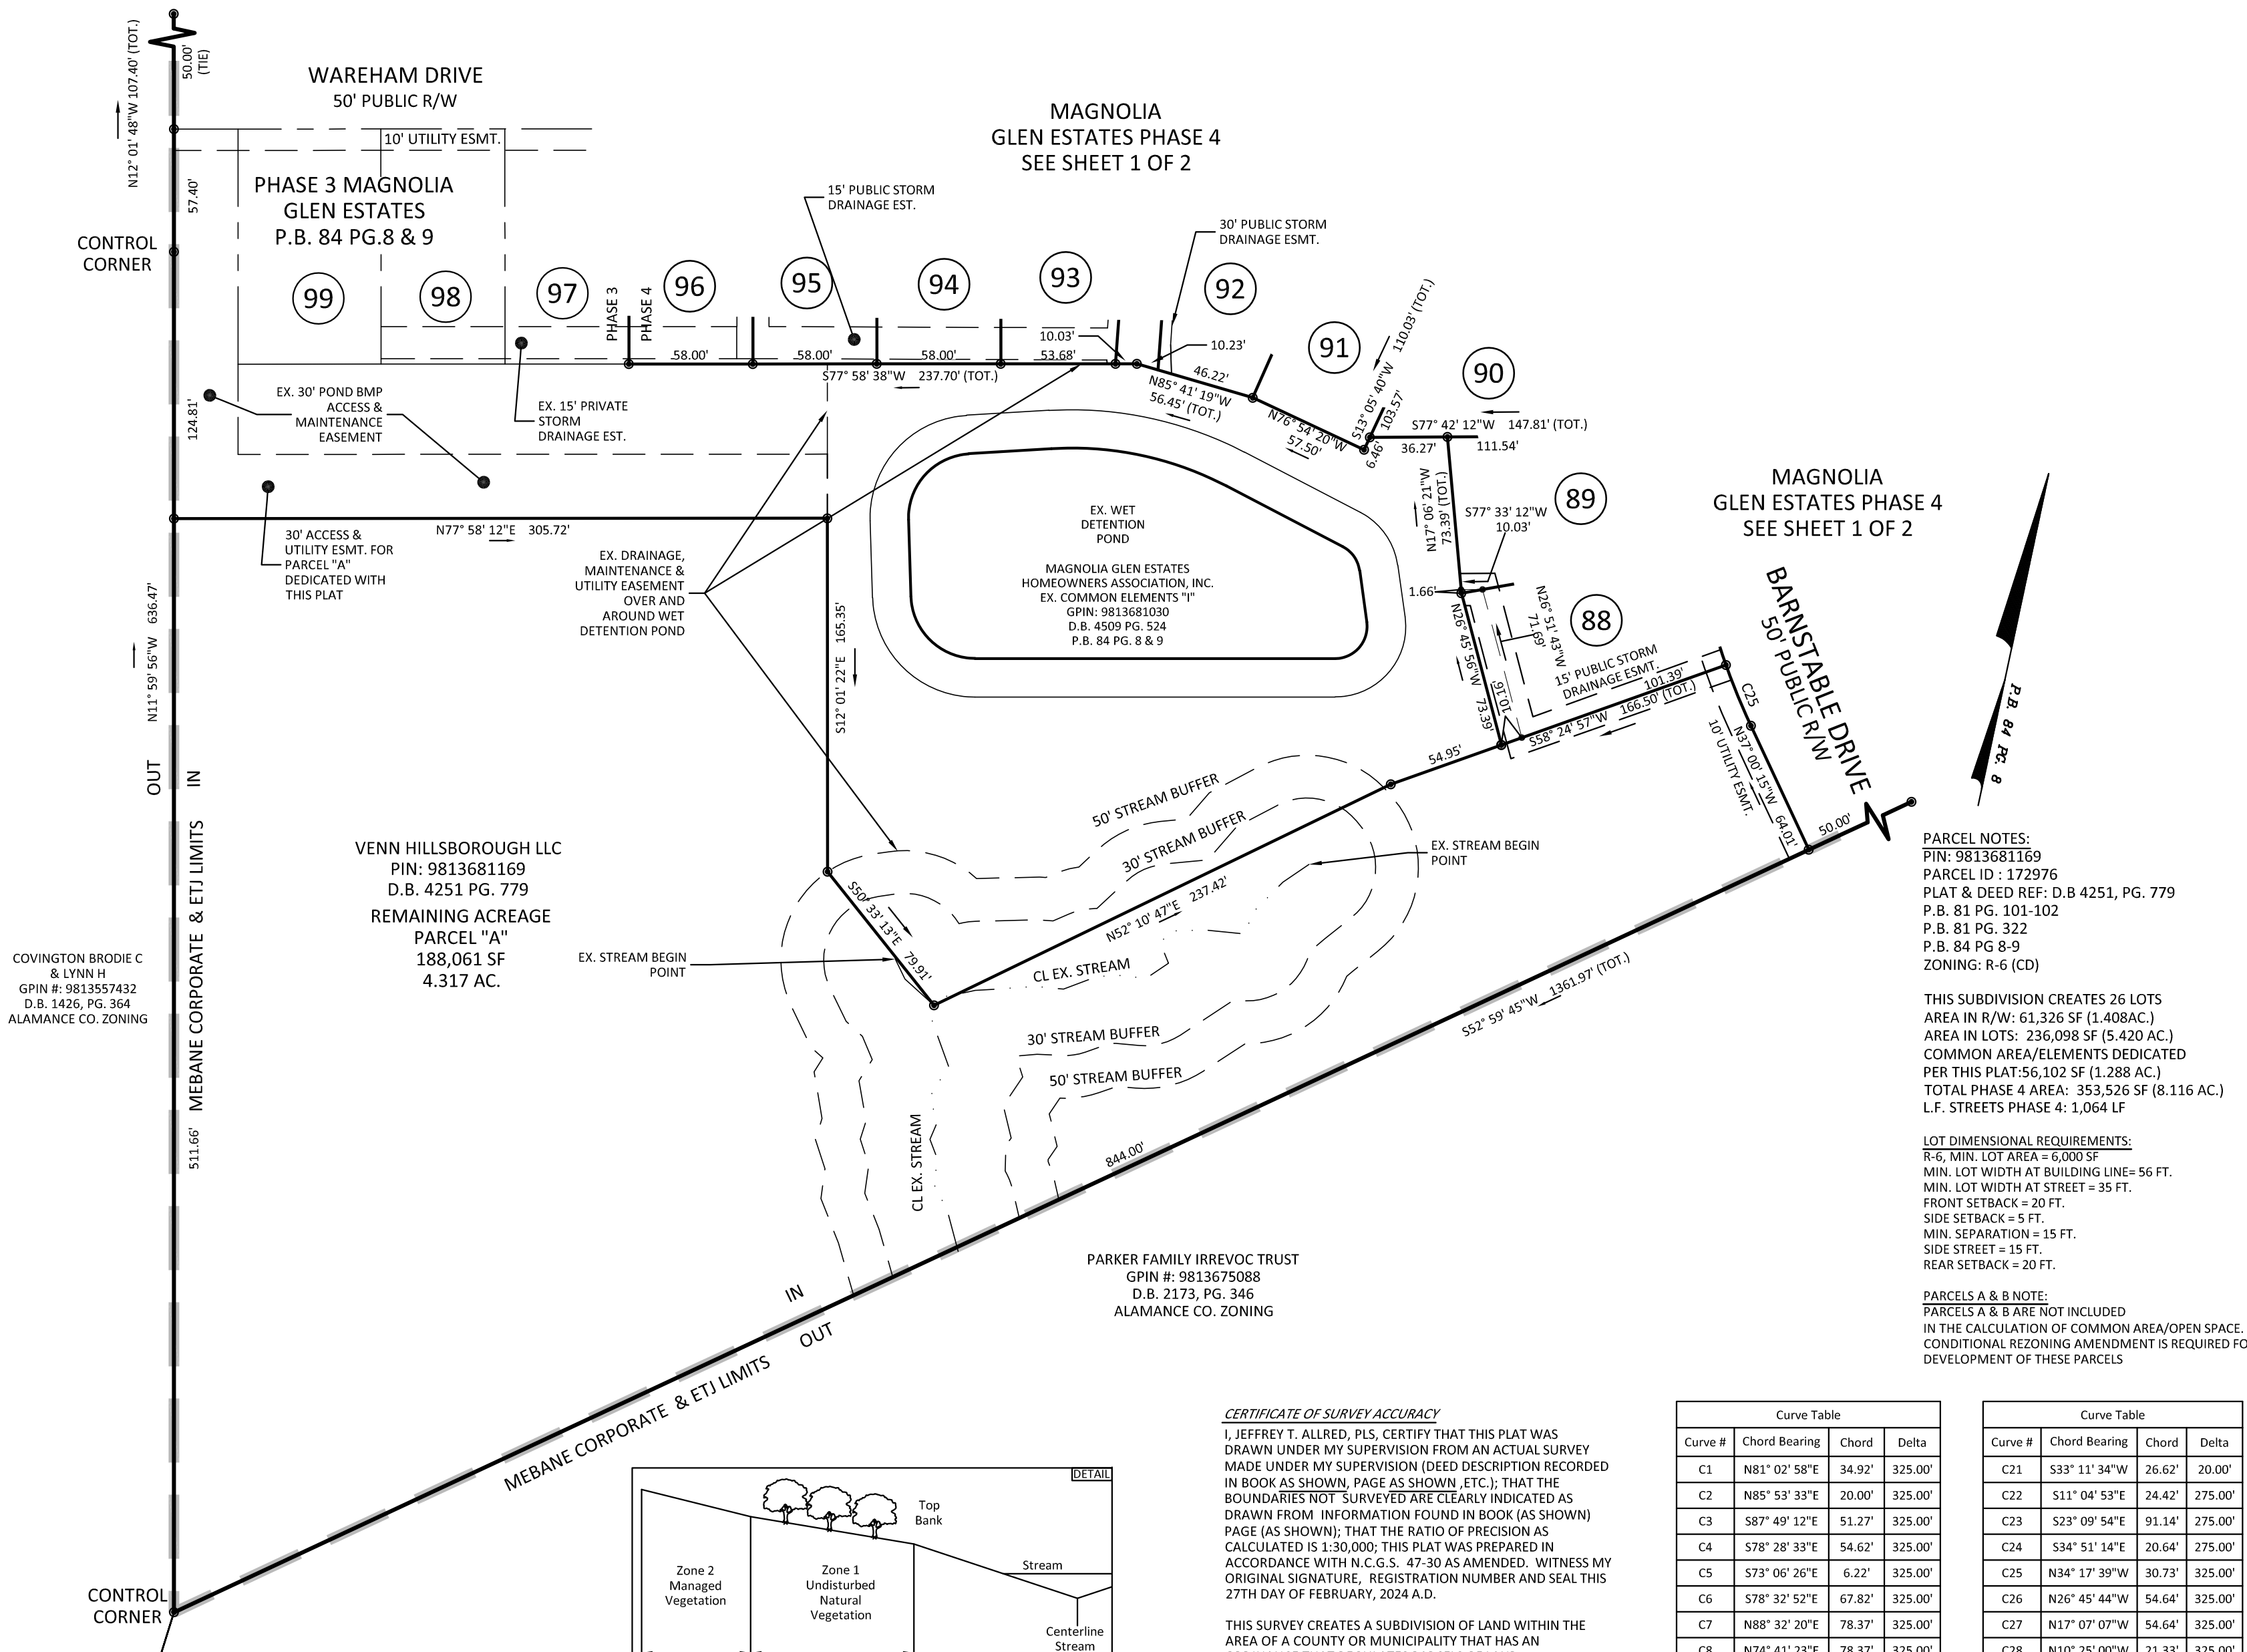 N12° 01' 48"W 107.40' (TOT.)
50.00'
(TIE)
57.40'
WAREHAM DRIVE
50' PUBLIC R/W
10' UTILITY ESMT.
PHASE 3 MAGNOLIA
GLEN ESTATES
P.B. 84 PG.8 & 9
CONTROL
CORNER
MAGNOLIA
GLEN ESTATES PHASE 4
SEE SHEET 1 OF 2
15' PUBLIC STORM
DRAINAGE EST.
30' PUBLIC STORM
DRAINAGE ESMT.
99
98
97
PHASE 3
PHASE 4
96
95
94
93
92
91
90
89
88
58.00'
58.00'
58.00'
53.68'
10.03'
10.23'
S77° 58' 38"W 237.70' (TOT.)
46.22'
N85° 41' 19"W
56.45' (TOT.)
N76° 54' 20"W
57.50'
S13° 05' 40"W 110.03' (TOT.)
103.57'
6.46'
S77° 42' 12"W 147.81' (TOT.)
36.27'
111.54'
N17° 06' 21"W
73.39' (TOT.)
S77° 33' 12"W
10.03'
1.66'
N26° 45' 56"W 73.39'
N26° 51' 43"W
71.69'
10.16'
15' PUBLIC STORM
DRAINAGE ESMT.
101.39'
S58° 24' 57"W 166.50' (TOT.)
54.95'
C25
N37° 00' 15"W 64.01'
10' UTILITY ESMT.
BARNSTABLE DRIVE
50' PUBLIC R/W
50.00'
MAGNOLIA
GLEN ESTATES PHASE 4
SEE SHEET 1 OF 2
P.B. 84 PG. 8
124.81'
EX. 30' POND BMP
ACCESS &
MAINTENANCE
EASEMENT
EX. 15' PRIVATE
STORM
DRAINAGE EST.
N77° 58' 12"E 305.72'
30' ACCESS &
UTILITY ESMT. FOR
PARCEL "A"
DEDICATED WITH
THIS PLAT
EX. DRAINAGE,
MAINTENANCE &
UTILITY EASEMENT
OVER AND
AROUND WET
DETENTION POND
S12° 01' 22"E 165.35'
EX. WET
DETENTION
POND
MAGNOLIA GLEN ESTATES
HOMEOWNERS ASSOCIATION, INC.
EX. COMMON ELEMENTS "I"
GPIN: 9813681030
D.B. 4509 PG. 524
P.B. 84 PG. 8 & 9
N11° 59' 56"W 636.47'
OUT
IN
MEBANE CORPORATE & ETJ LIMITS
511.66'
VENN HILLSBOROUGH LLC
PIN: 9813681169
D.B. 4251 PG. 779
REMAINING ACREAGE
PARCEL "A"
188,061 SF
4.317 AC.
COVINGTON BRODIE C
& LYNN H
GPIN #: 9813557432
D.B. 1426, PG. 364
ALAMANCE CO. ZONING
50' STREAM BUFFER
30' STREAM BUFFER
EX. STREAM BEGIN
POINT
S50° 33' 13"E 79.91'
N52° 10' 47"E 237.42'
CL EX. STREAM
EX. STREAM BEGIN
POINT
30' STREAM BUFFER
50' STREAM BUFFER
CL EX. STREAM
S52° 59' 45"W 1361.97' (TOT.)
844.00'
PARKER FAMILY IRREVOC TRUST
GPIN #: 9813675088
D.B. 2173, PG. 346
ALAMANCE CO. ZONING
IN
OUT
MEBANE CORPORATE & ETJ LIMITS
CONTROL
CORNER
PARCEL NOTES:
PIN: 9813681169
PARCEL ID : 172976
PLAT & DEED REF: D.B 4251, PG. 779
P.B. 81 PG. 101-102
P.B. 81 PG. 322
P.B. 84 PG 8-9
ZONING: R-6 (CD)
THIS SUBDIVISION CREATES 26 LOTS
AREA IN R/W: 61,326 SF (1.408AC.)
AREA IN LOTS: 236,098 SF (5.420 AC.)
COMMON AREA/ELEMENTS DEDICATED
PER THIS PLAT:56,102 SF (1.288 AC.)
TOTAL PHASE 4 AREA: 353,526 SF (8.116 AC.)
L.F. STREETS PHASE 4: 1,064 LF
LOT DIMENSIONAL REQUIREMENTS:
R-6, MIN. LOT AREA = 6,000 SF
MIN. LOT WIDTH AT BUILDING LINE= 56 FT.
MIN. LOT WIDTH AT STREET = 35 FT.
FRONT SETBACK = 20 FT.
SIDE SETBACK = 5 FT.
MIN. SEPARATION = 15 FT.
SIDE STREET = 15 FT.
REAR SETBACK = 20 FT.
PARCELS A & B NOTE:
PARCELS A & B ARE NOT INCLUDED
IN THE CALCULATION OF COMMON AREA/OPEN SPACE.
CONDITIONAL REZONING AMENDMENT IS REQUIRED FO
DEVELOPMENT OF THESE PARCELS
DETAIL
Top
Bank
Stream
Zone 2
Managed
Vegetation
Zone 1
Undisturbed
Natural
Vegetation
Centerline
Stream
CERTIFICATE OF SURVEY ACCURACY
I, JEFFREY T. ALLRED, PLS, CERTIFY THAT THIS PLAT WAS
DRAWN UNDER MY SUPERVISION FROM AN ACTUAL SURVEY
MADE UNDER MY SUPERVISION (DEED DESCRIPTION RECORDED
IN BOOK AS SHOWN, PAGE AS SHOWN ,ETC.); THAT THE
BOUNDARIES NOT SURVEYED ARE CLEARLY INDICATED AS
DRAWN FROM INFORMATION FOUND IN BOOK (AS SHOWN)
PAGE (AS SHOWN); THAT THE RATIO OF PRECISION AS
CALCULATED IS 1:30,000; THIS PLAT WAS PREPARED IN
ACCORDANCE WITH N.C.G.S. 47-30 AS AMENDED. WITNESS MY
ORIGINAL SIGNATURE, REGISTRATION NUMBER AND SEAL THIS
27TH DAY OF FEBRUARY, 2024 A.D.
THIS SURVEY CREATES A SUBDIVISION OF LAND WITHIN THE
AREA OF A COUNTY OR MUNICIPALITY THAT HAS AN
Curve Table
Curve # Chord Bearing Chord Delta
C1 N81° 02' 58"E 34.92' 325.00'
C2 N85° 53' 33"E 20.00' 325.00'
C3 S87° 49' 12"E 51.27' 325.00'
C4 S78° 28' 33"E 54.62' 325.00'
C5 S73° 06' 26"E 6.22' 325.00'
C6 S78° 32' 52"E 67.82' 325.00'
C7 N88° 32' 20"E 78.37' 325.00'
C8 N74° 41' 23"E 78.37' 325.00'
Curve Table
Curve # Chord Bearing Chord Delta
C21 S33° 11' 34"W 26.62' 20.00'
C22 S11° 04' 53"E 24.42' 275.00'
C23 S23° 09' 54"E 91.14' 275.00'
C24 S34° 51' 14"E 20.64' 275.00'
C25 N34° 17' 39"W 30.73' 325.00'
C26 N26° 45' 44"W 54.64' 325.00'
C27 N17° 07' 07"W 54.64' 325.00'
C28 N10° 25' 00"W 21.33' 325.00'